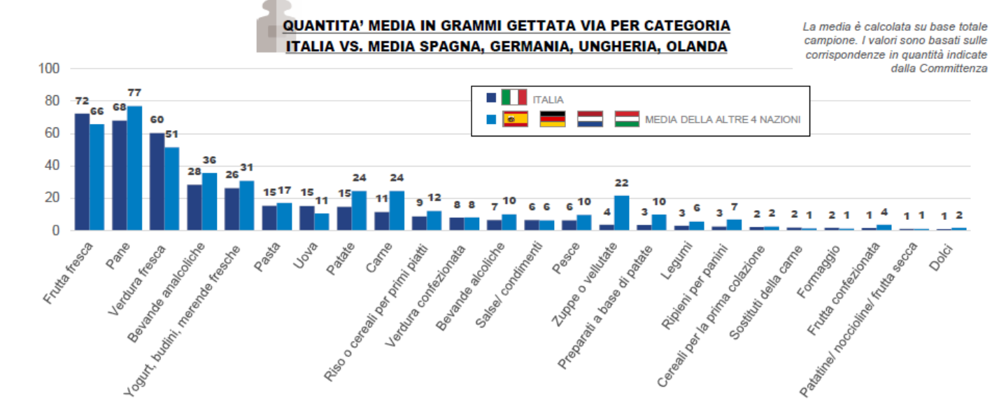 QUANTITA’ MEDIA IN GRAMMI GETTATA VIA PER CATEGORIA
ITALIA VS. MEDIA SPAGNA, GERMANIA, UNGHERIA, OLANDA
La media è calcolata su base totale
campione. I valori sono basati sulle
corrispondenze in quantità indicate
dalla Committenza
ITALIA
MEDIA DELLA ALTRE 4 NAZIONI
100
80
60
40
20
0
72 66
68 77
60 51
28 36
26 31
15 17
15 11
15 24
11 24
9 12
8 8
7 10
6 6
6 10
4 22
3 10
3 6
3 7
2 2
2 1
2 1
1 4
1 1
1 2
Frutta fresca
Pane
Verdura fresca
Bevande analcoliche
Yogurt, budini, merende fresche
Pasta
Uova
Patate
Carne
Riso o cereali per primi piatti
Verdura confezionata
Bevande alcoliche
Salse/ condimenti
Pesce
Zuppe o vellutate
Preparati a base di patate
Legumi
Ripieni per panini
Cereali per la prima colazione
Sostituti della carne
Formaggio
Frutta confezionata
Patatine/ noccioline/ frutta secca
Dolci